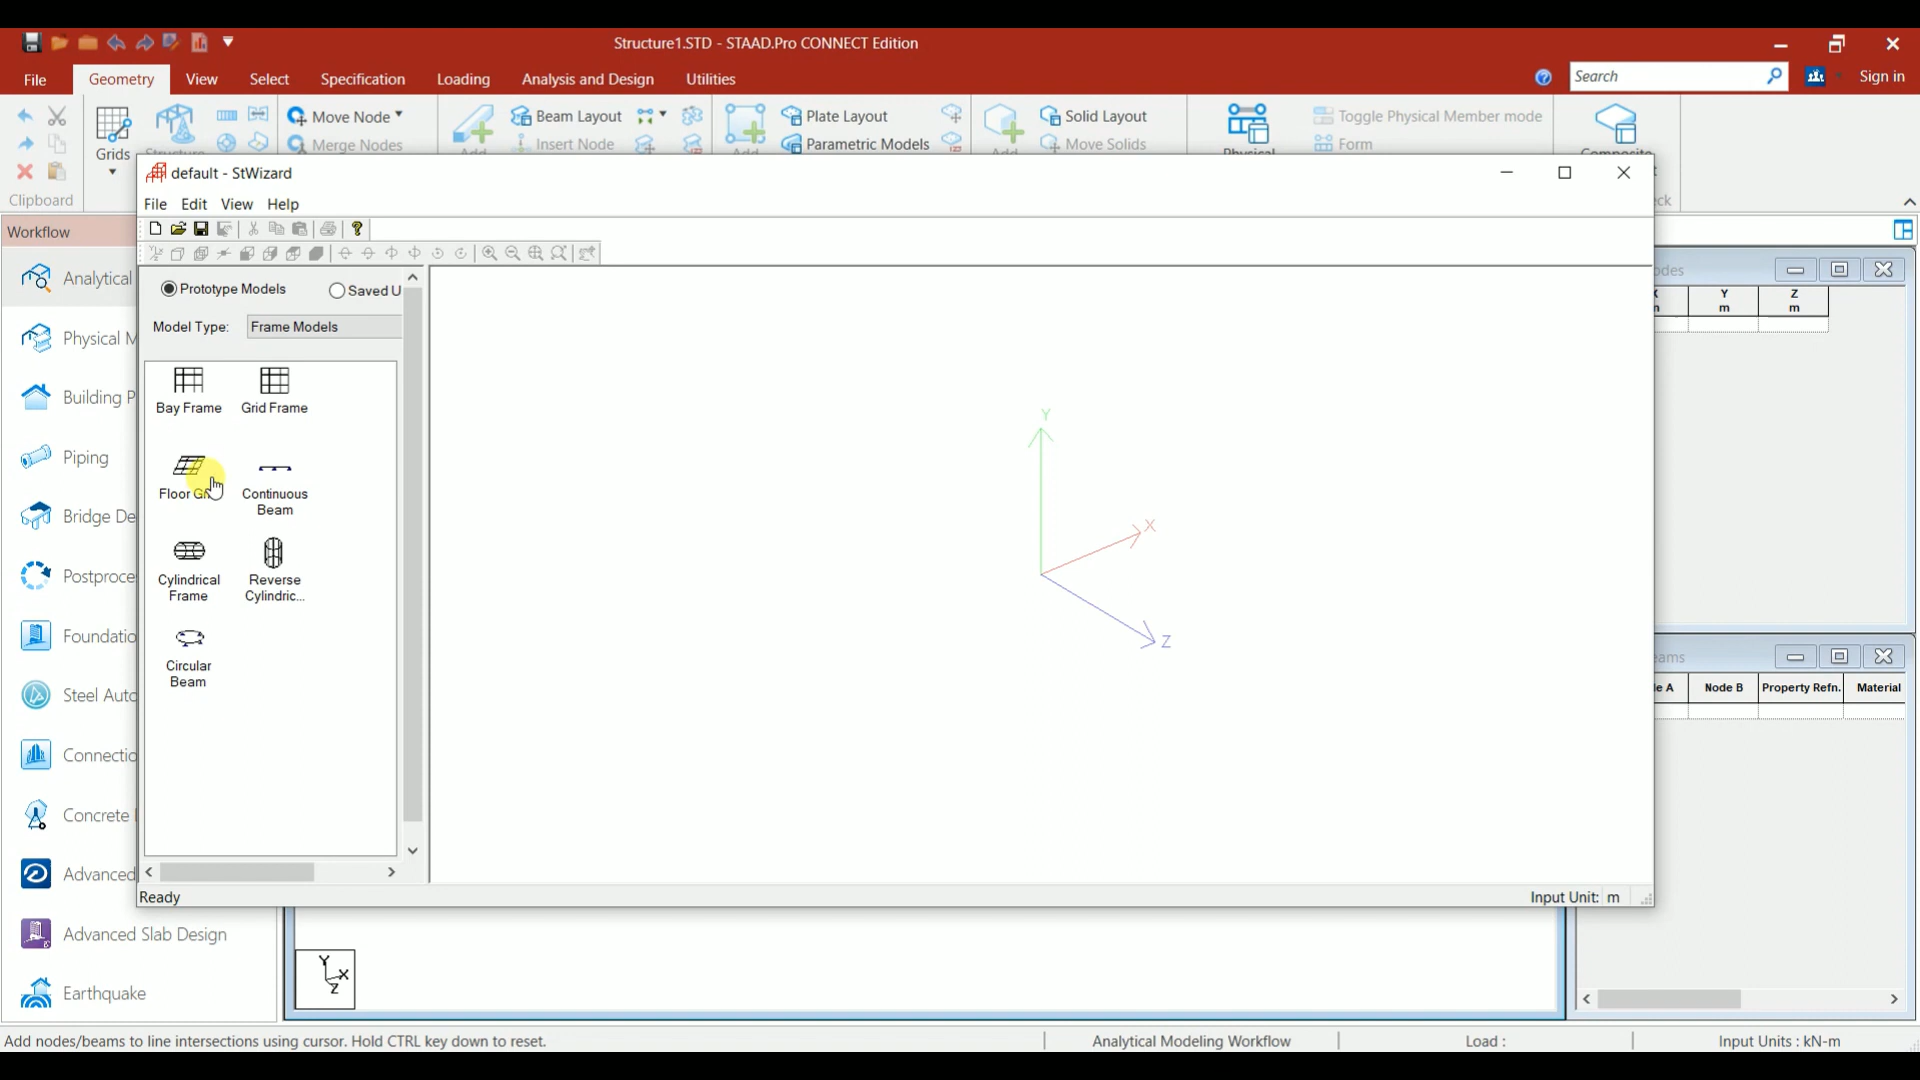 Structure1.STD - STAAD.Pro CONNECT Edition
File Geometry View Select Specification Loading Analysis and Design Utilities
Search
Sign in
Move Node
Merge Nodes
Beam Layout
Insert Node
Plate Layout
Parametric Models
Solid Layout
Move Solids
Toggle Physical Member mode
Form
Grids
Clipboard
default - StWizard
File Edit View Help
Workflow
Analytical
Physical M
Building P
Piping
Bridge De
Postproce
Foundatio
Steel Auto
Connectio
Concrete
Advanced
Advanced Slab Design
Earthquake
Prototype Models
Saved U
Model Type: Frame Models
Bay Frame
Grid Frame
Floor
Continuous
Beam
Cylindrical
Frame
Reverse
Cylindric...
Circular
Beam
Y
X
Z
Ready
Input Unit: m
Y
m
Z
m
Node B
Property Refn.
Material
Y
X
Z
Add nodes/beams to line intersections using cursor. Hold CTRL key down to reset.
Analytical Modeling Workflow
Load :
Input Units : kN-m